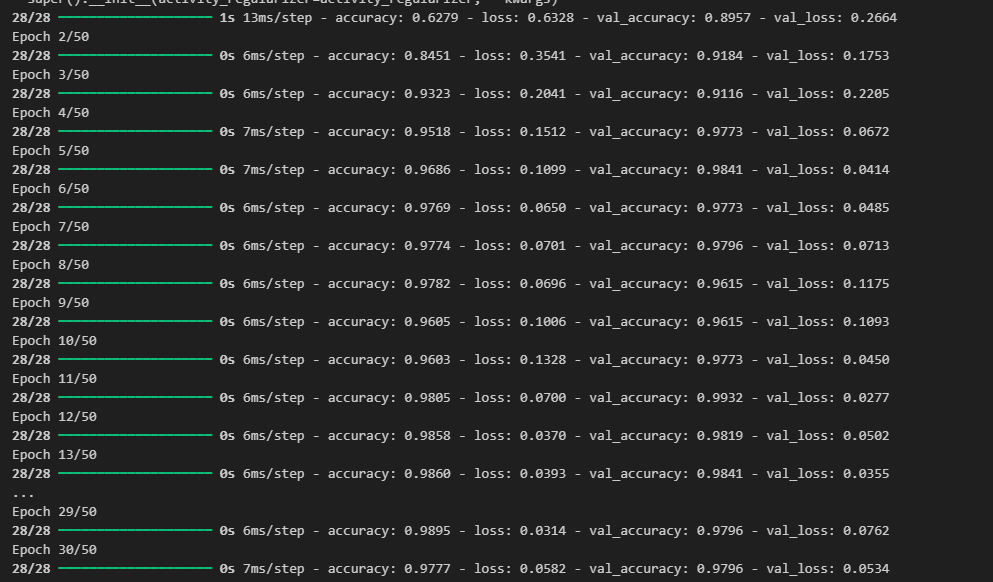 super().__init__(activity_regularizer=activity_regularizer, **kwargs)
28/28 ━━━━━━━━━━━━━━━━━━━━ 1s 13ms/step - accuracy: 0.6279 - loss: 0.6328 - val_accuracy: 0.8957 - val_loss: 0.2664
Epoch 2/50
28/28 ━━━━━━━━━━━━━━━━━━━━ 0s 6ms/step - accuracy: 0.8451 - loss: 0.3541 - val_accuracy: 0.9184 - val_loss: 0.1753
Epoch 3/50
28/28 ━━━━━━━━━━━━━━━━━━━━ 0s 6ms/step - accuracy: 0.9323 - loss: 0.2041 - val_accuracy: 0.9116 - val_loss: 0.2205
Epoch 4/50
28/28 ━━━━━━━━━━━━━━━━━━━━ 0s 7ms/step - accuracy: 0.9518 - loss: 0.1512 - val_accuracy: 0.9773 - val_loss: 0.0672
Epoch 5/50
28/28 ━━━━━━━━━━━━━━━━━━━━ 0s 7ms/step - accuracy: 0.9686 - loss: 0.1099 - val_accuracy: 0.9841 - val_loss: 0.0414
Epoch 6/50
28/28 ━━━━━━━━━━━━━━━━━━━━ 0s 6ms/step - accuracy: 0.9769 - loss: 0.0650 - val_accuracy: 0.9773 - val_loss: 0.0485
Epoch 7/50
28/28 ━━━━━━━━━━━━━━━━━━━━ 0s 6ms/step - accuracy: 0.9774 - loss: 0.0701 - val_accuracy: 0.9796 - val_loss: 0.0713
Epoch 8/50
28/28 ━━━━━━━━━━━━━━━━━━━━ 0s 6ms/step - accuracy: 0.9782 - loss: 0.0696 - val_accuracy: 0.9615 - val_loss: 0.1175
Epoch 9/50
28/28 ━━━━━━━━━━━━━━━━━━━━ 0s 6ms/step - accuracy: 0.9605 - loss: 0.1006 - val_accuracy: 0.9615 - val_loss: 0.1093
Epoch 10/50
28/28 ━━━━━━━━━━━━━━━━━━━━ 0s 6ms/step - accuracy: 0.9603 - loss: 0.1328 - val_accuracy: 0.9773 - val_loss: 0.0450
Epoch 11/50
28/28 ━━━━━━━━━━━━━━━━━━━━ 0s 6ms/step - accuracy: 0.9805 - loss: 0.0700 - val_accuracy: 0.9932 - val_loss: 0.0277
Epoch 12/50
28/28 ━━━━━━━━━━━━━━━━━━━━ 0s 6ms/step - accuracy: 0.9858 - loss: 0.0370 - val_accuracy: 0.9819 - val_loss: 0.0502
Epoch 13/50
28/28 ━━━━━━━━━━━━━━━━━━━━ 0s 6ms/step - accuracy: 0.9860 - loss: 0.0393 - val_accuracy: 0.9841 - val_loss: 0.0355
...
Epoch 29/50
28/28 ━━━━━━━━━━━━━━━━━━━━ 0s 6ms/step - accuracy: 0.9895 - loss: 0.0314 - val_accuracy: 0.9796 - val_loss: 0.0762
Epoch 30/50
28/28 ━━━━━━━━━━━━━━━━━━━━ 0s 7ms/step - accuracy: 0.9777 - loss: 0.0582 - val_accuracy: 0.9796 - val_loss: 0.0534